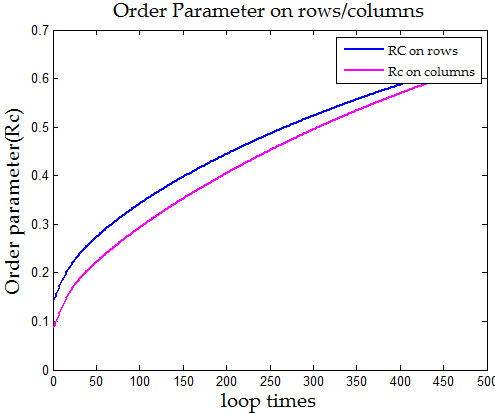 Order Parameter on rows/columns
0.7
0.6
0.5
0.4
0.3
0.2
0.1
0
Order parameter(Rc)
RC on rows
Rc on columns
0 50 100 150 200 250 300 350 400 450 500
loop times